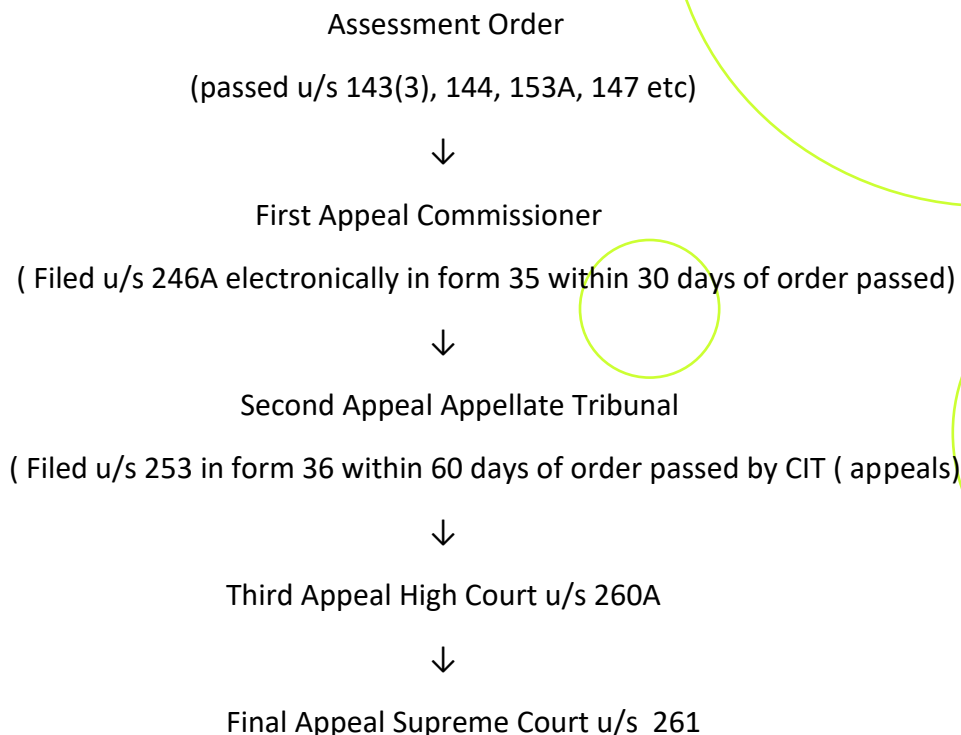 Assessment Order
(passed u/s 143(3), 144, 153A, 147 etc)
↓
First Appeal Commissioner
( Filed u/s 246A electronically in form 35 within 30 days of order passed)
↓
Second Appeal Appellate Tribunal
( Filed u/s 253 in form 36 within 60 days of order passed by CIT ( appeals)
↓
Third Appeal High Court u/s 260A
↓
Final Appeal Supreme Court u/s 261